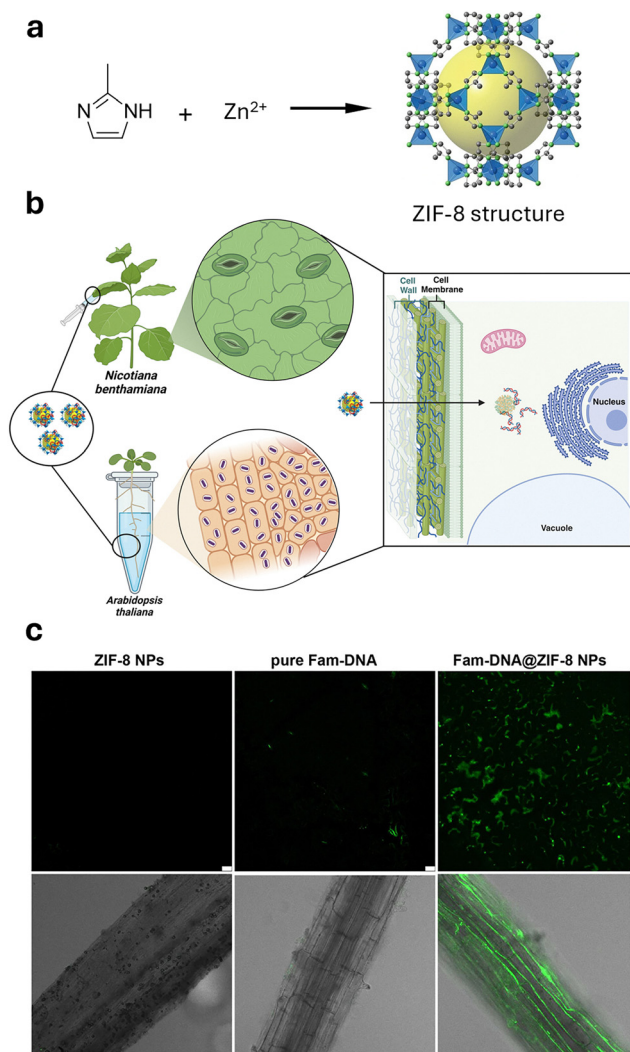 a
N
NH
+
Zn²⁺
ZIF-8 structure
b
Nicotiana
benthamiana
Arabidopsis
thaliana
Cell
Wall
Cell
Membrane
Nucleus
Vacuole
c
ZIF-8 NPs
pure Fam-DNA
Fam-DNA@ZIF-8 NPs